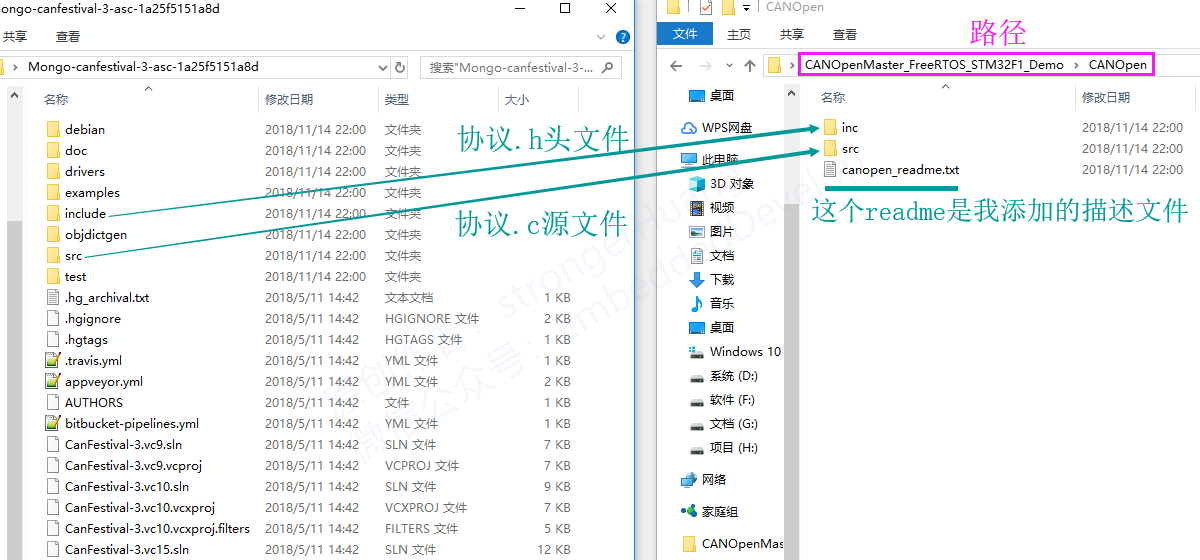 ongo-canfestival-3-asc-1a25f5151a8d
共享 查看
Mongo-canfestival-3-asc-1a25f5151a8d
搜索"Mongo-canfestival-3-...
名称 修改日期 类型 大小
debian 2018/11/14 22:00 文件夹
doc 2018/11/14 22:00 文件夹
drivers 2018/11/14 22:00 文件夹
examples 2018/11/14 22:00 文件夹
include 2018/11/14 22:00 文件夹
objdictgen 2018/11/14 22:00 文件夹
src 2018/11/14 22:00 文件夹
test 2018/11/14 22:00 文件夹
.hg_archival.txt 2018/5/11 14:42 文本文档 1 KB
.hgignore 2018/5/11 14:42 HGIGNORE 文件 2 KB
.hgtags 2018/5/11 14:42 HGTAGS 文件 1 KB
.travis.yml 2018/5/11 14:42 YML 文件 1 KB
appveyor.yml 2018/5/11 14:42 YML 文件 2 KB
AUTHORS 2018/5/11 14:42 文件 1 KB
bitbucket-pipelines.yml 2018/5/11 14:42 YML 文件 1 KB
CanFestival-3.vc9.sln 2018/5/11 14:42 SLN 文件 7 KB
CanFestival-3.vc9.vcproj 2018/5/11 14:42 VCPROJ 文件 7 KB
CanFestival-3.vc10.sln 2018/5/11 14:42 SLN 文件 9 KB
CanFestival-3.vc10.vcxproj 2018/5/11 14:42 VCXPROJ 文件 7 KB
CanFestival-3.vc10.vcxproj.filters 2018/5/11 14:42 FILTERS 文件 5 KB
CanFestival-3.vc15.sln 2018/5/11 14:42 SLN 文件 12 KB
协议.h头文件
协议.c源文件
CANOpen
文件 主页 共享 查看
路径
CANOpenMaster_FreeRTOS_STM32F1_Demo CANOpen
桌面
WPS网盘
此电脑
3D 对象
视频
图片
文档
下载
音乐
桌面
Windows 10
系统 (D:)
软件 (F:)
文档 (G:)
项目 (H:)
网络
家庭组
CANOpenMas
名称 修改日期
inc 2018/11/14 22:00
src 2018/11/14 22:00
canopen_readme.txt 2018/11/14 22:00
这个readme是我添加的描述文件